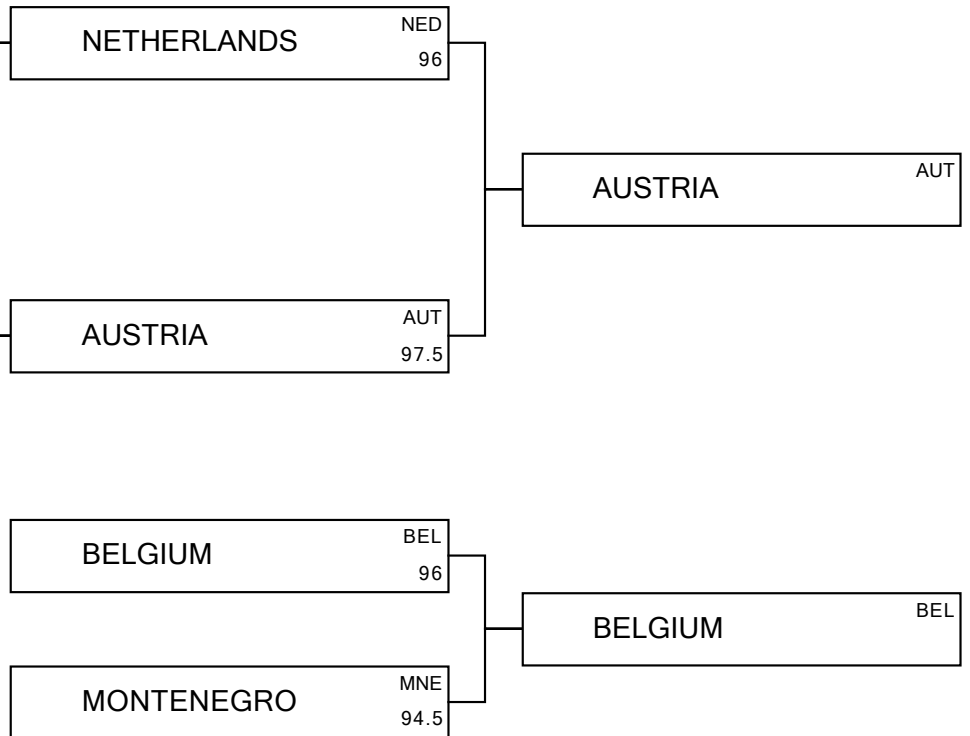 NETHERLANDS NED
96
AUSTRIA AUT
AUSTRIA AUT
97.5
BELGIUM BEL
96
BELGIUM BEL
MONTENEGRO MNE
94.5